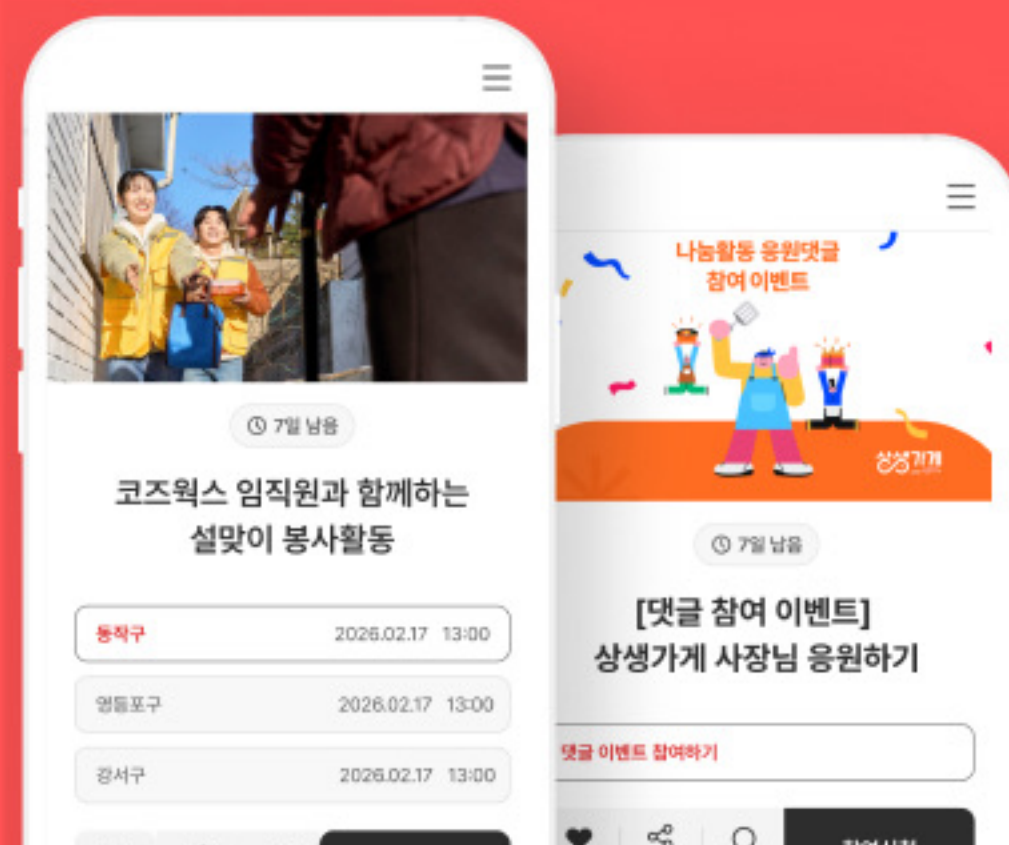 7일 남음
코즈웍스 임직원과 함께하는
설맞이 봉사활동
동작구 2026.02.17 13:00
영등포구 2026.02.17 13:00
강서구 2026.02.17 13:00
나눔활동 응원댓글
참여 이벤트
상생가게
7일 남음
[댓글 참여 이벤트]
상생가게 사장님 응원하기
댓글 이벤트 참여하기